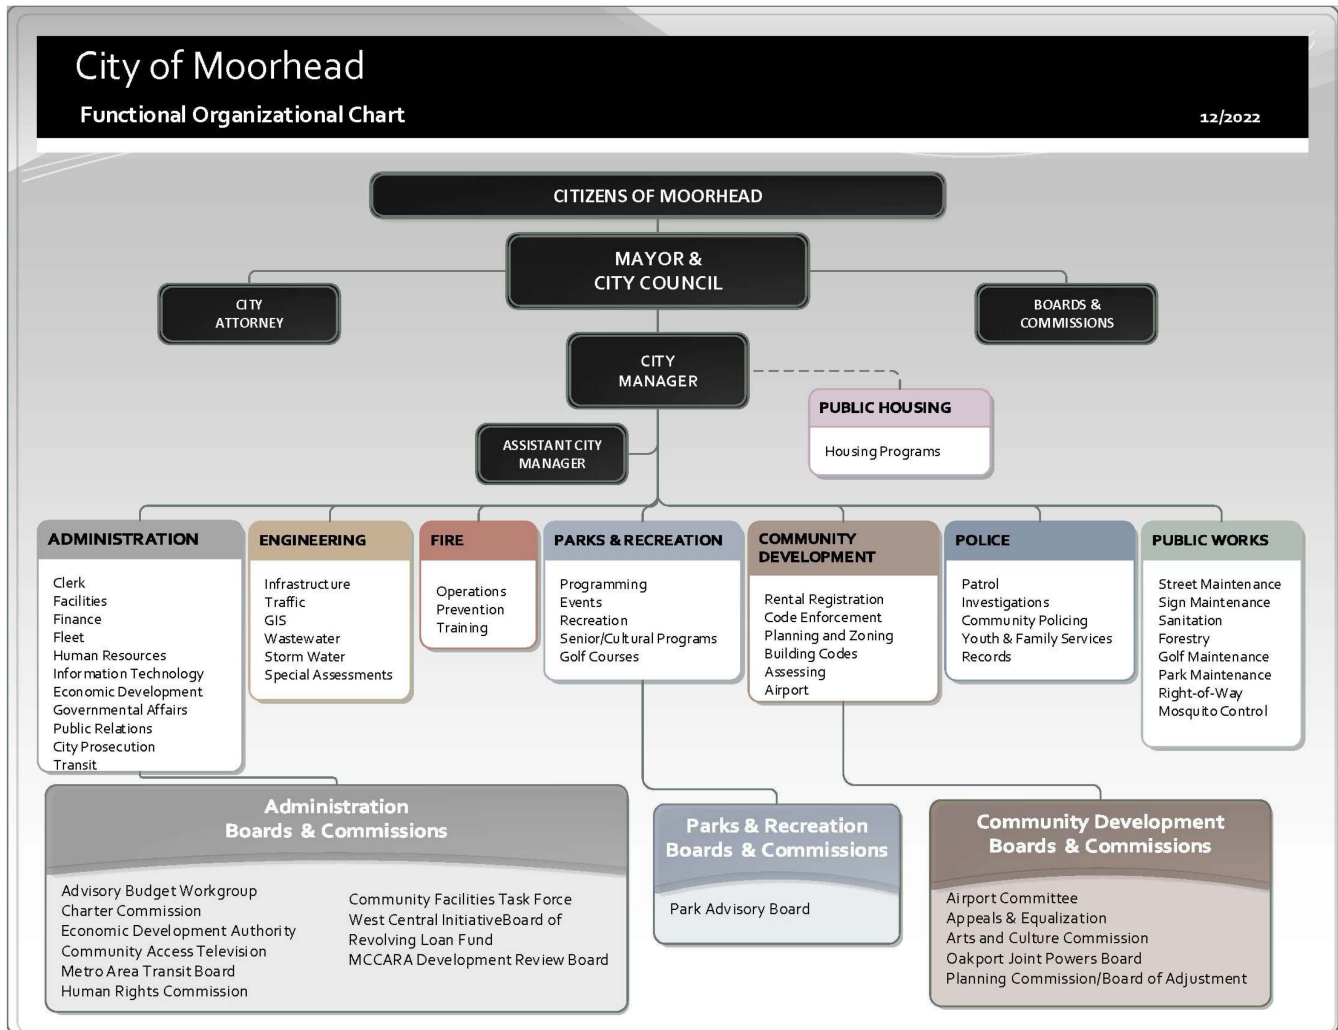 City of Moorhead
Functional Organizational Chart
12/2022
CITIZENS OF MOORHEAD
MAYOR &
CITY COUNCIL
CITY
ATTORNEY
BOARDS &
COMMISSIONS
CITY
MANAGER
PUBLIC HOUSING
Housing Programs
ASSISTANT CITY
MANAGER
ADMINISTRATION
Clerk
Facilities
Finance
Fleet
Human Resources
Information Technology
Economic Development
Governmental Affairs
Public Relations
City Prosecution
Transit
ENGINEERING
Infrastructure
Traffic
GIS
Wastewater
Storm Water
Special Assessments
FIRE
Operations
Prevention
Training
PARKS & RECREATION
Programming
Events
Recreation
Senior/Cultural Programs
Golf Courses
COMMUNITY
DEVELOPMENT
Rental Registration
Code Enforcement
Planning and Zoning
Building Codes
Assessing
Airport
POLICE
Patrol
Investigations
Community Policing
Youth & Family Services
Records
PUBLIC WORKS
Street Maintenance
Sign Maintenance
Sanitation
Forestry
Golf Maintenance
Park Maintenance
Right-of-Way
Mosquito Control
Administration
Boards & Commissions
Advisory Budget Workgroup
Charter Commission
Economic Development Authority
Community Access Television
Metro Area Transit Board
Human Rights Commission
Community Facilities Task Force
West Central InitiativeBoard of
Revolving Loan Fund
MCCARA Development Review Board
Parks & Recreation
Boards & Commissions
Park Advisory Board
Community Development
Boards & Commissions
Airport Committee
Appeals & Equalization
Arts and Culture Commission
Oakport Joint Powers Board
Planning Commission/Board of Adjustment